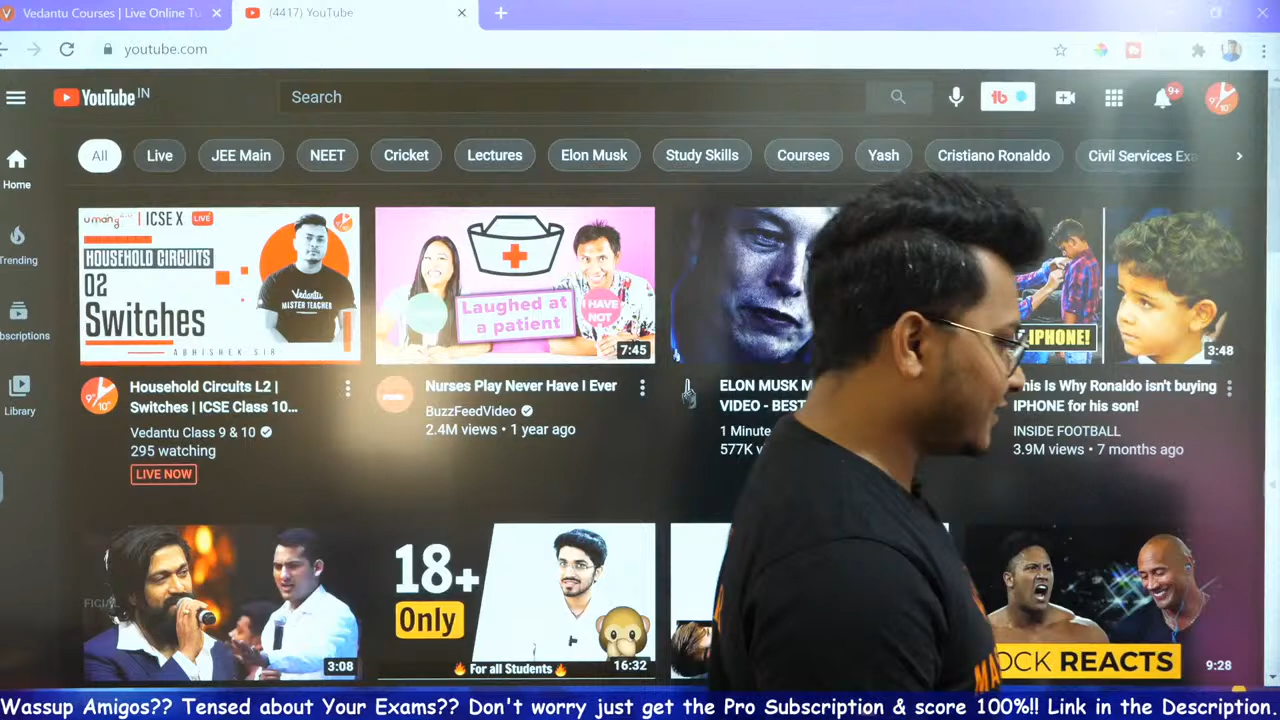 Vedantu Courses | Live Online Tu
(4417) YouTube
youtube.com
YouTube IN
Search
9+
9|10
All
Live
JEE Main
NEET
Cricket
Lectures
Elon Musk
Study Skills
Courses
Yash
Cristiano Ronaldo
Civil Services Exa
Home
Trending
bscriptions
Library
umang | ICSE X LIVE
HOUSEHOLD CIRCUITS
02
Switches
ABHISHEK SIR
Vedantu
MASTER TEACHER
Laughed at
a patient
I HAVE
NOT
7:45
IPHONE!
3:48
Household Circuits L2 |
Switches | ICSE Class 10...
Vedantu Class 9 & 10
295 watching
LIVE NOW
Nurses Play Never Have I Ever
BuzzFeedVideo
2.4M views • 1 year ago
ELON MUSK M
VIDEO - BEST
1 Minute
577K v
his Is Why Ronaldo isn't buying
IPHONE for his son!
INSIDE FOOTBALL
3.9M views • 7 months ago
FICIAL
3:08
18+
Only
For all Students
16:32
OCK REACTS
9:28
Wassup Amigos?? Tensed about Your Exams?? Don't worry just get the Pro Subscription & score 100%!! Link in the Description.